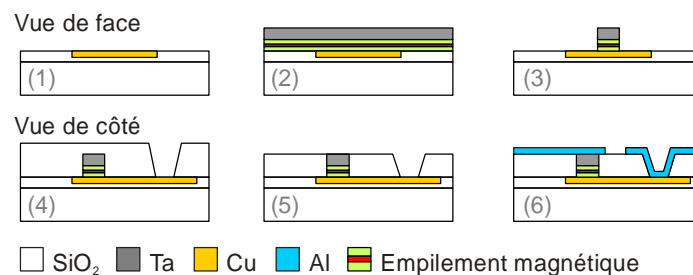 Vue de face
(1)
(2)
(3)
Vue de côté
(4)
(5)
(6)
SiO₂ Ta Cu Al Empilement magnétique